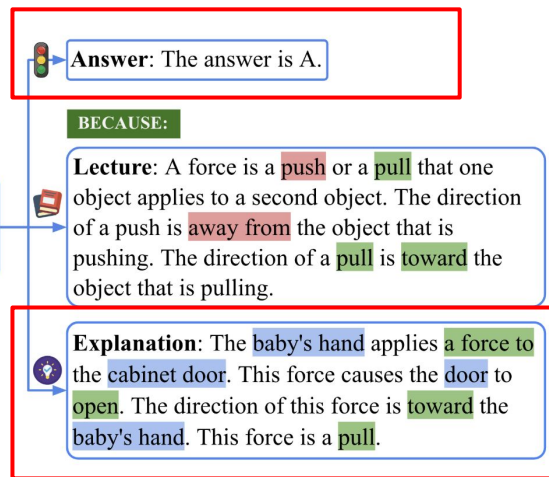 Answer: The answer is A.
BECAUSE:
Lecture: A force is a push or a pull that one
object applies to a second object. The direction
of a push is away from the object that is
pushing. The direction of a pull is toward the
object that is pulling.
Explanation: The baby's hand applies a force to
the cabinet door. This force causes the door to
open. The direction of this force is toward the
baby's hand. This force is a pull.